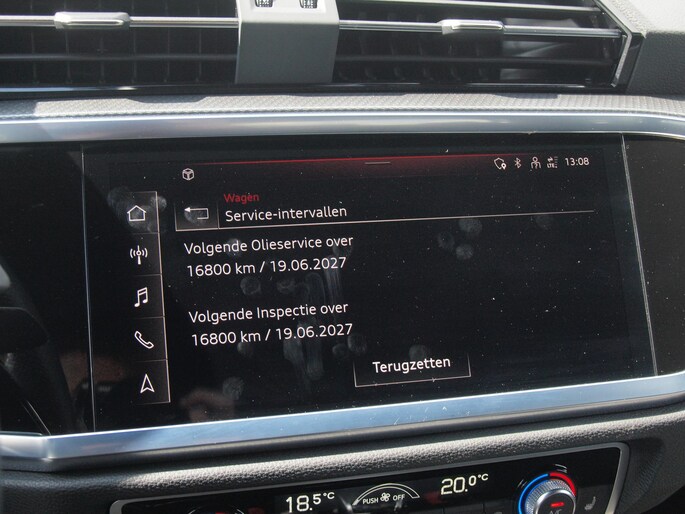 13:08
Wagen
Service-intervallen
Volgende Olieservice over
16800 km / 19.06.2027
Volgende Inspectie over
16800 km / 19.06.2027
Terugzetten
18.5°C
PUSH OFF
20.0°C